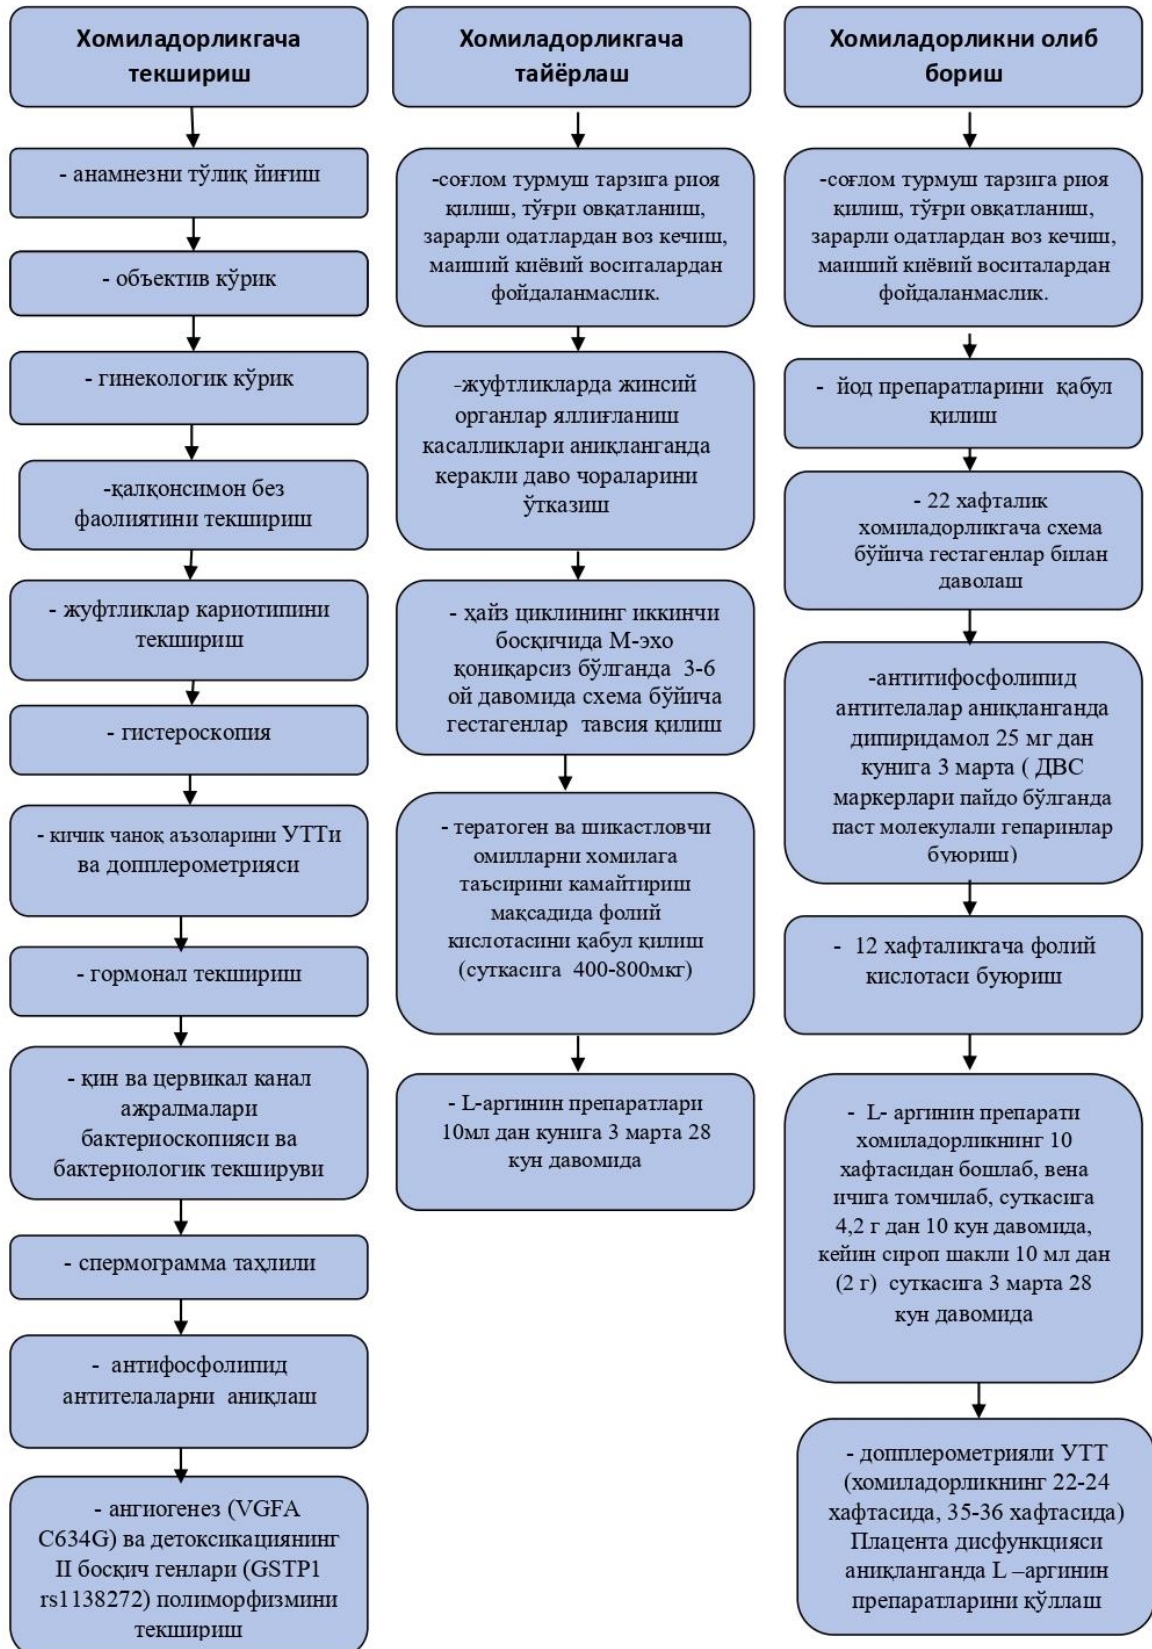 Хомиладорликгача
текшириш
- анамнезни тўлиқ йиғиш
- объектив кўрик
- гинекологик кўрик
-қалқонсимон без
фаолиятини текшириш
- жуфтликлар кариотипини
текшириш
- гистероскопия
- кичик чаноқ аъзоларини УТТи
ва допплерометрияси
- гормонал текшириш
- қин ва цервикал канал
ажралмалари
бактериоскопияси ва
бактериологик текшируви
- спермограмма таҳлили
- антифосфолипид
антителаларни аниқлаш
- ангиогенез (VGFA
C634G) ва детоксикациянинг
II босқич генлари (GSTP1
rs1138272) полиморфизмини
текшириш
Хомиладорликгача
тайёрлаш
-соғлом турмуш тарзига риоя
қилиш, тўғри овқатланиш,
зарарли одатлардан воз кечиш,
маиший киёвий воситалардан
фойдаланмаслик.
-жуфтликларда жинсий
органлар яллиғланиш
касалликлари аниқланганда
керакли даво чораларини
ўтказиш
- ҳайз циклининг иккинчи
босқичида М-эхо
қониқарсиз бўлганда 3-6
ой давомида схема бўйича
гестагенлар тавсия қилиш
- тератоген ва шикастловчи
омилларни хомилага
таъсирини камайтириш
мақсадида фолий
кислотасини қабул қилиш
(суткасига 400-800мкг)
- L-аргинин препаратлари
10мл дан кунига 3 марта 28
кун давомида
Хомиладорликни олиб
бориш
-соғлом турмуш тарзига риоя
қилиш, тўғри овқатланиш,
зарарли одатлардан воз кечиш,
маиший киёвий воситалардан
фойдаланмаслик.
- йод препаратларини қабул
қилиш
- 22 хафталик
хомиладорликгача схема
бўйича гестагенлар билан
даволаш
-антитифосфолипид
антителалар аниқланганда
дипиридамол 25 мг дан
кунига 3 марта ( ДВС
маркерлари пайдо бўлганда
паст молекулали гепаринлар
буюриш)
- 12 хафталикгача фолий
кислотаси буюриш
- L- аргинин препарати
хомиладорликнинг 10
хафтасидан бошлаб, вена
ичига томчилаб, суткасига
4,2 г дан 10 кун давомида,
кейин сироп шакли 10 мл дан
(2 г) суткасига 3 марта 28
кун давомида
- допплерометрияли УТТ
(хомиладорликнинг 22-24
хафтасида, 35-36 хафтасида)
Плацента дисфункцияси
аниқланганда L –аргинин
препаратларини қўллаш